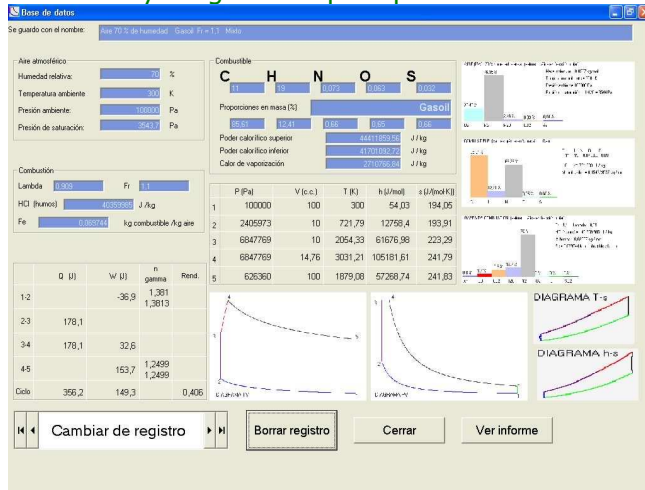 Base de datos
Se guardo con el nombre:
Aire 70 % de humedad Gasoil Fr = 1,1 Mixto
Aire atmosférico
Humedad relativa: 70 %
Temperatura ambiente 300 K
Presión ambiente: 100000 Pa
Presión de saturación: 2543,7 Pa
Combustible
C H N O S
11 19 0,073 0,063 0,032
Proporciones en masa (%) Gasoil
85,61 12,41 0,66 0,65 0,66
Poder calorífico superior 44411859,56 J / kg
Poder calorífico inferior 41701092,72 J / kg
Calor de vaporización 2710766,84 J / kg
Combustión
Lambda 0,909 Fr 1,1
HCI (humos) 40359985 J /kg
Fe 0,069744 kg combustible /kg aire
P (Pa) V (c.c.) T (K) h (J/mol) s (J/(mol·K))
1 100000 100 300 54,03 194,05
2 2405973 10 721,79 12758,4 193,91
3 6847769 10 2054,33 61676,98 223,29
4 6847769 14,76 3031,21 105181,61 241,79
5 626360 100 1879,08 57268,74 241,83
Q (J) W (J) n gamma Rend.
1-2 -36,9 1,381 1,3813
2-3 178,1
3-4 178,1 32,6
4-5 153,7 1,2499 1,2499
Ciclo 356,2 149,3 0,406
DIAGRAMA T-s
DIAGRAMA h-s
Cambiar de registro
Borrar registro
Cerrar
Ver informe